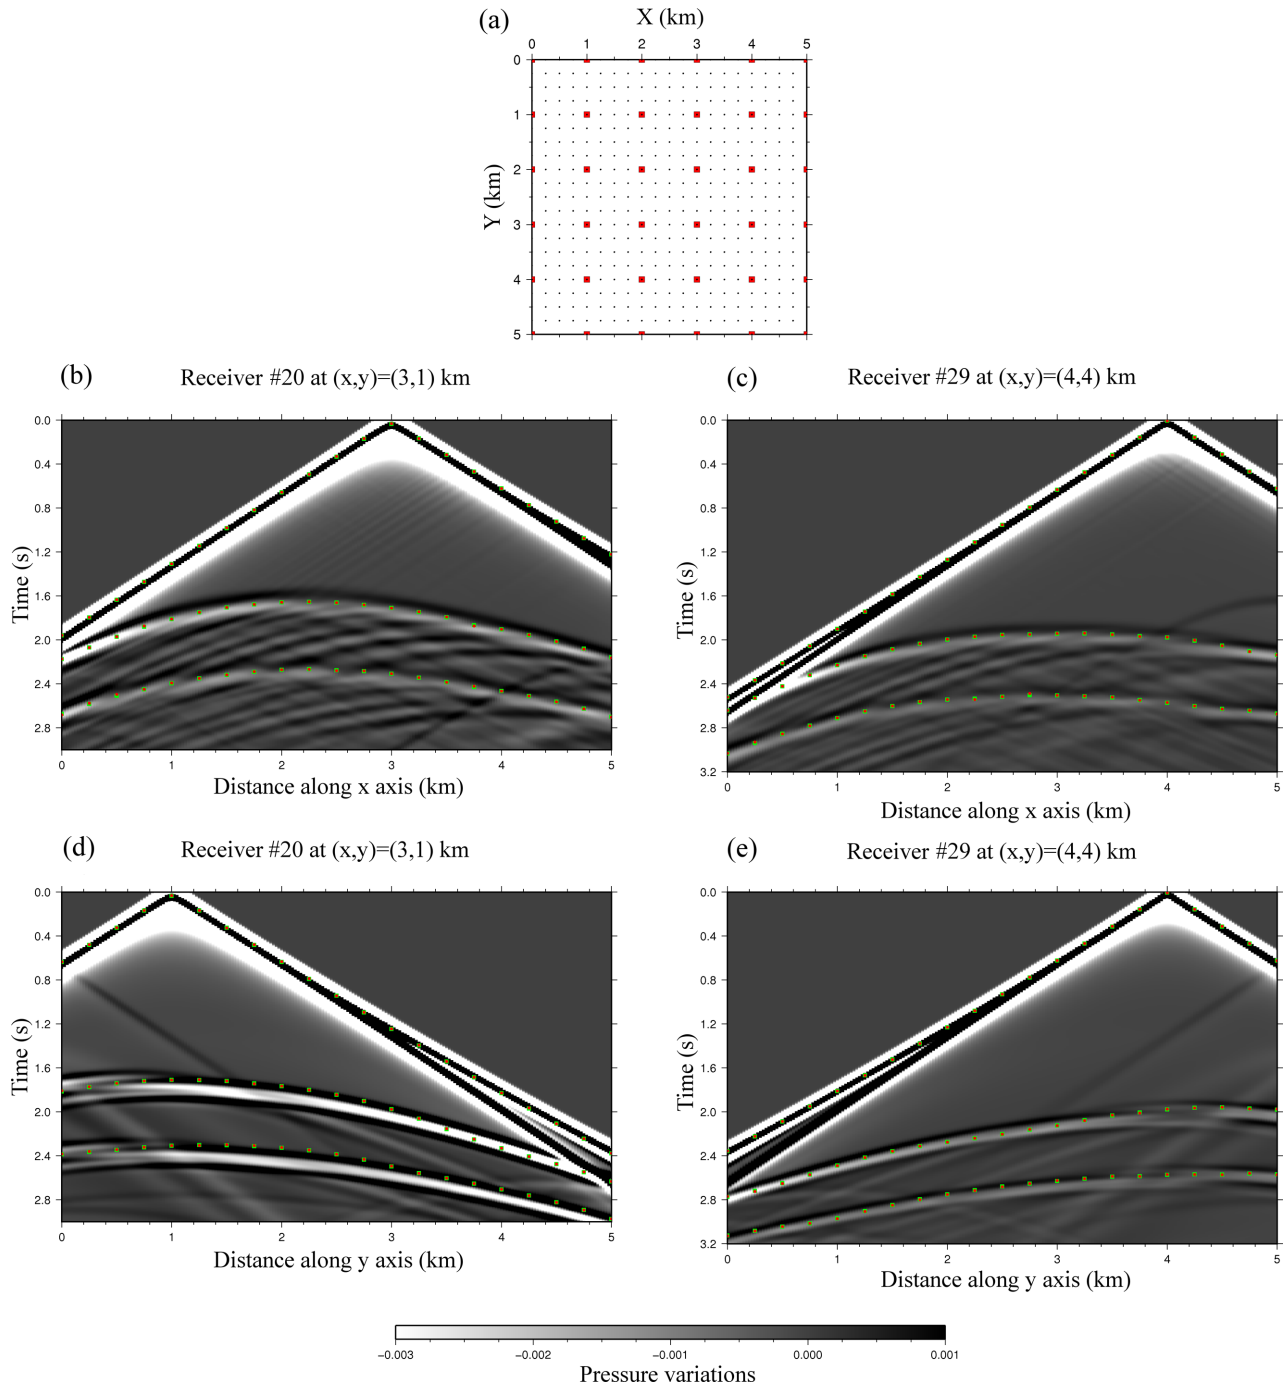 (a)
X (km)
0 1 2 3 4 5
0
1
2
3
4
5
Y (km)
(b)
Receiver #20 at (x,y)=(3,1) km
0.0
0.4
0.8
1.2
1.6
2.0
2.4
2.8
Time (s)
0 1 2 3 4 5
Distance along x axis (km)
(c)
Receiver #29 at (x,y)=(4,4) km
0.0
0.4
0.8
1.2
1.6
2.0
2.4
2.8
3.2
Time (s)
0 1 2 3 4 5
Distance along x axis (km)
(d)
Receiver #20 at (x,y)=(3,1) km
0.0
0.4
0.8
1.2
1.6
2.0
2.4
2.8
Time (s)
0 1 2 3 4 5
Distance along y axis (km)
(e)
Receiver #29 at (x,y)=(4,4) km
0.0
0.4
0.8
1.2
1.6
2.0
2.4
2.8
3.2
Time (s)
0 1 2 3 4 5
Distance along y axis (km)
−0.003 −0.002 −0.001 0.000 0.001
Pressure variations